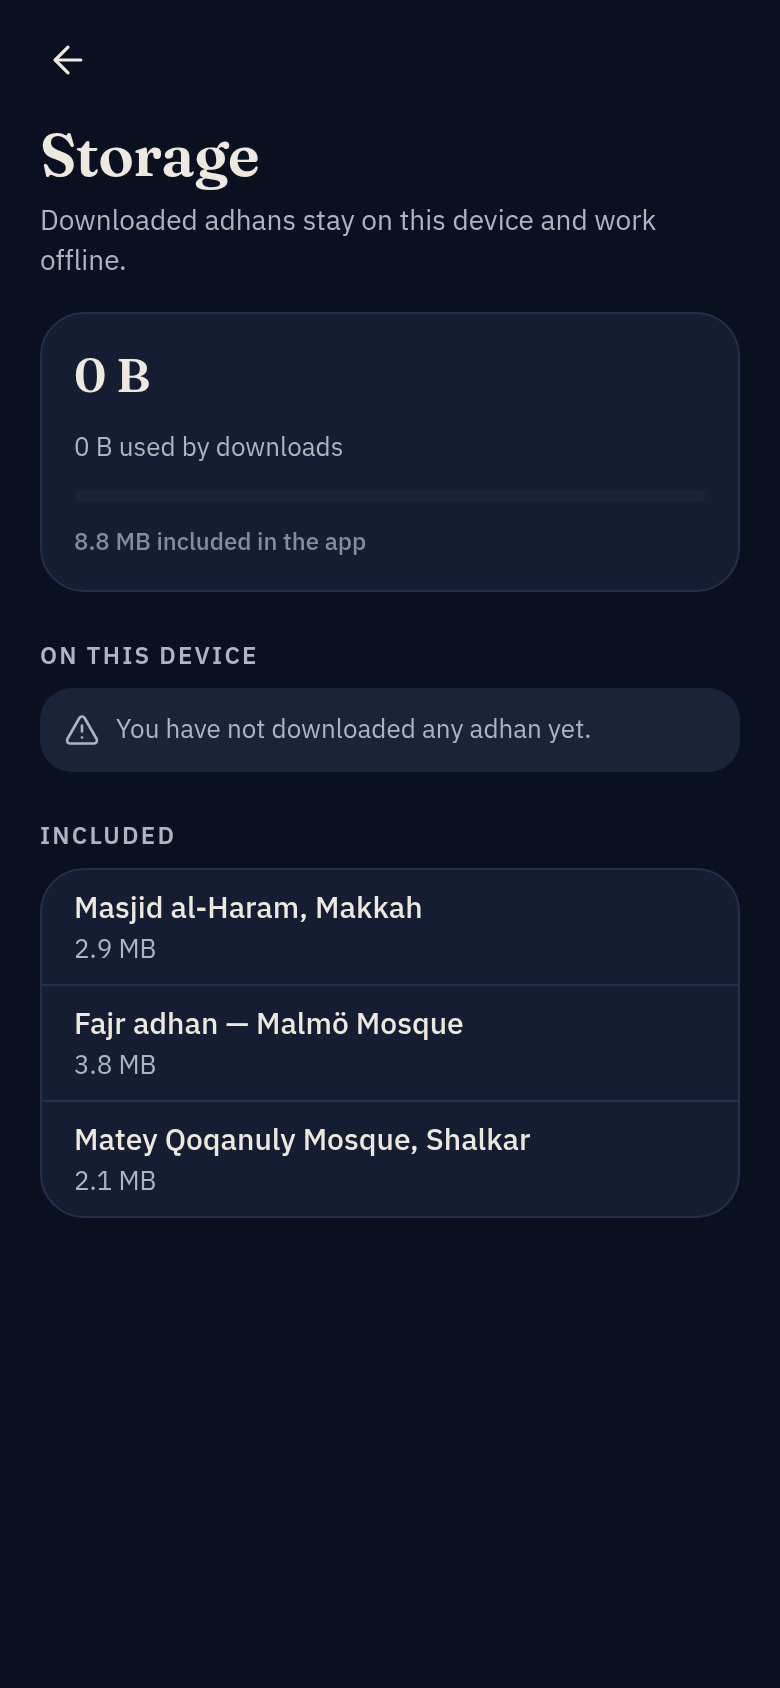 Storage
Downloaded adhans stay on this device and work
offline.
0 B
0 B used by downloads
8.8 MB included in the app
ON THIS DEVICE
You have not downloaded any adhan yet.
INCLUDED
Masjid al-Haram, Makkah
2.9 MB
Fajr adhan — Malmö Mosque
3.8 MB
Matey Qoqanuly Mosque, Shalkar
2.1 MB